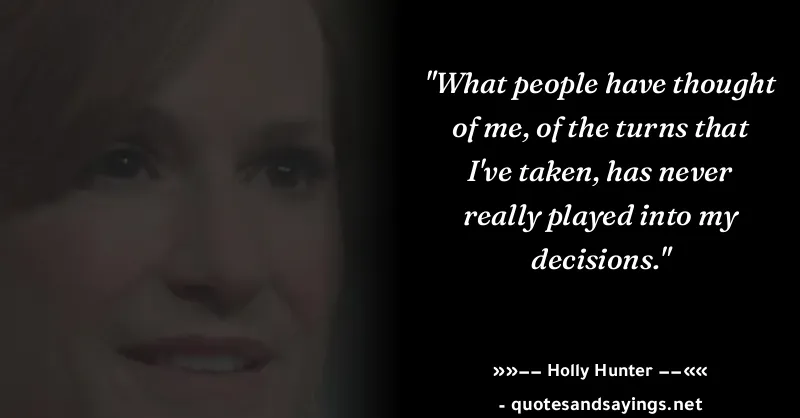 "What people have thought
of me, of the turns that
I've taken, has never
really played into my
decisions."
»»−− Holly Hunter −−««
- quotesandsayings.net